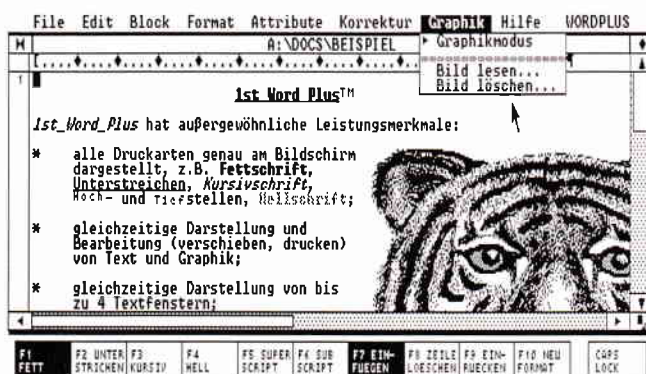 File Edit Block Format Attribute Korrektur Graphik Hilfe WORDPLUS
A:\DOCS\BEISPIEL
Graphikmodus
Bild lesen...
Bild löschen...
1
1st Word Plus™
1st_Word_Plus hat außergewöhnliche Leistungsmerkmale:
* alle Druckarten genau am Bildschirm
dargestellt, z.B. Fettschrift,
Unterstreichen, Kursivschrift,
Hoch- und Tiefstellen, Hellschrift;
* gleichzeitige Darstellung und
Bearbeitung (verschieben, drucken)
von Text und Graphik;
* gleichzeitige Darstellung von bis
zu 4 Textfenstern;
F1 FETT
F2 UNTER STRICHEN
F3 KURSIV
F4 HELL
F5 SUPER SCRIPT
F6 SUB SCRIPT
F7 EIN- FUEGEN
F8 ZEILE LOESCHEN
F9 EIN- RUECKEN
F10 NEU FORMAT
CAPS LOCK